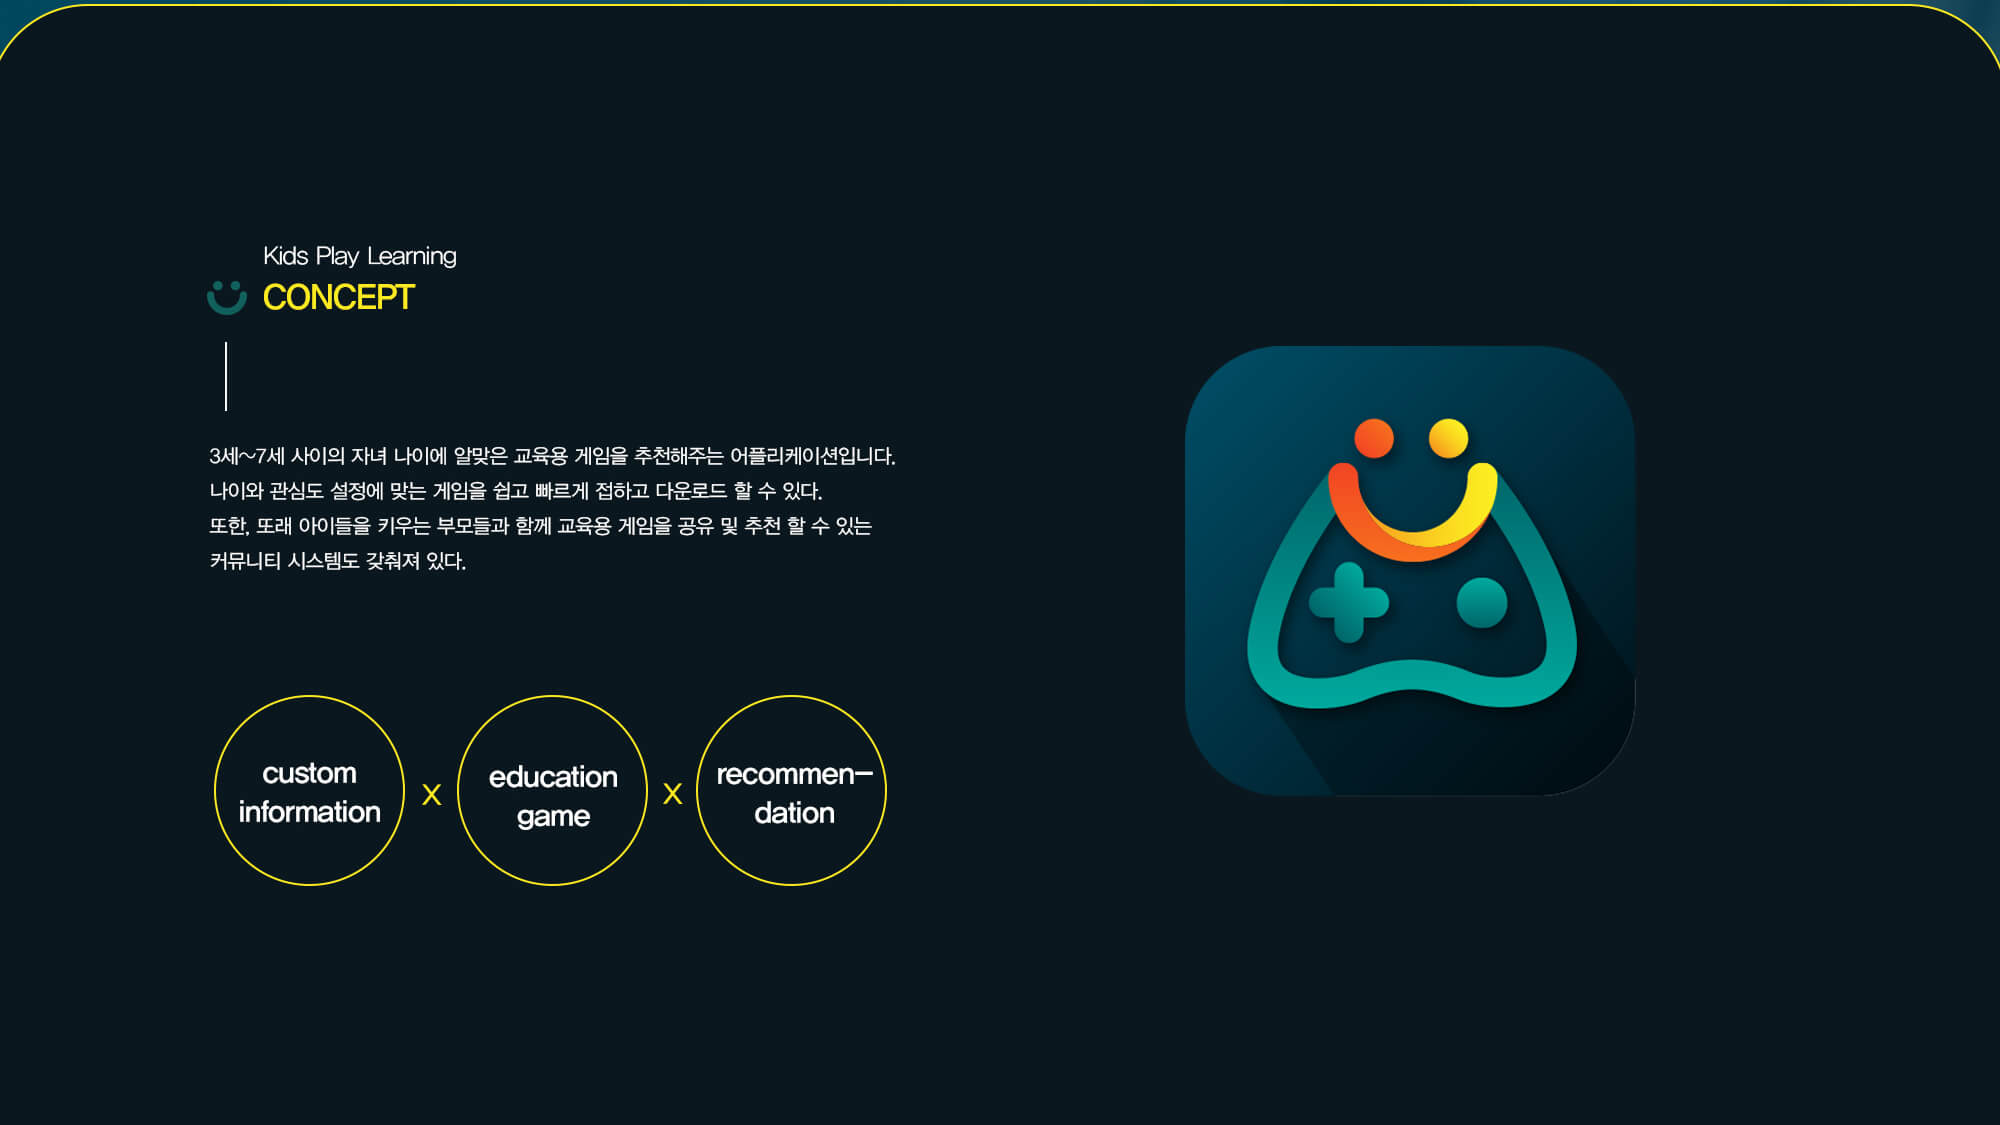 Kids Play Learning
CONCEPT
3세~7세 사이의 자녀 나이에 알맞은 교육용 게임을 추천해주는 어플리케이션입니다.
나이와 관심도 설정에 맞는 게임을 쉽고 빠르게 접하고 다운로드 할 수 있다.
또한, 또래 아이들을 키우는 부모들과 함께 교육용 게임을 공유 및 추천 할 수 있는
커뮤니티 시스템도 갖춰져 있다.
custom
information
x
education
game
x
recommen-
dation